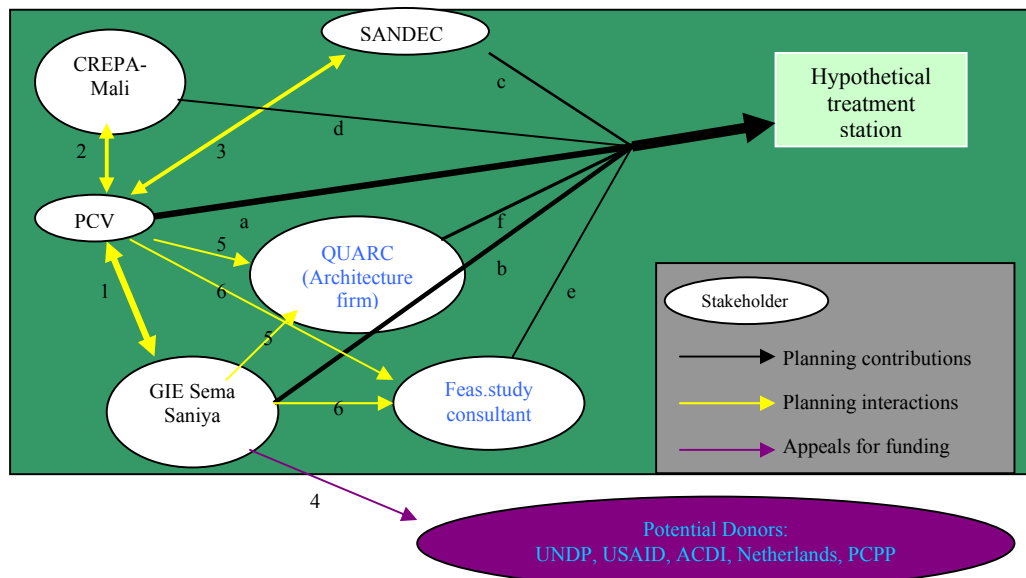 SANDEC
CREPA-
Mali
c
Hypothetical
treatment
station
d
2
3
PCV
a
f
5
QUARC
(Architecture
firm)
b
6
1
e
Stakeholder
5
Planning contributions
GIE Sema
Saniya
Feas.study
consultant
6
Planning interactions
Appeals for funding
4
Potential Donors:
UNDP, USAID, ACDI, Netherlands, PCPP